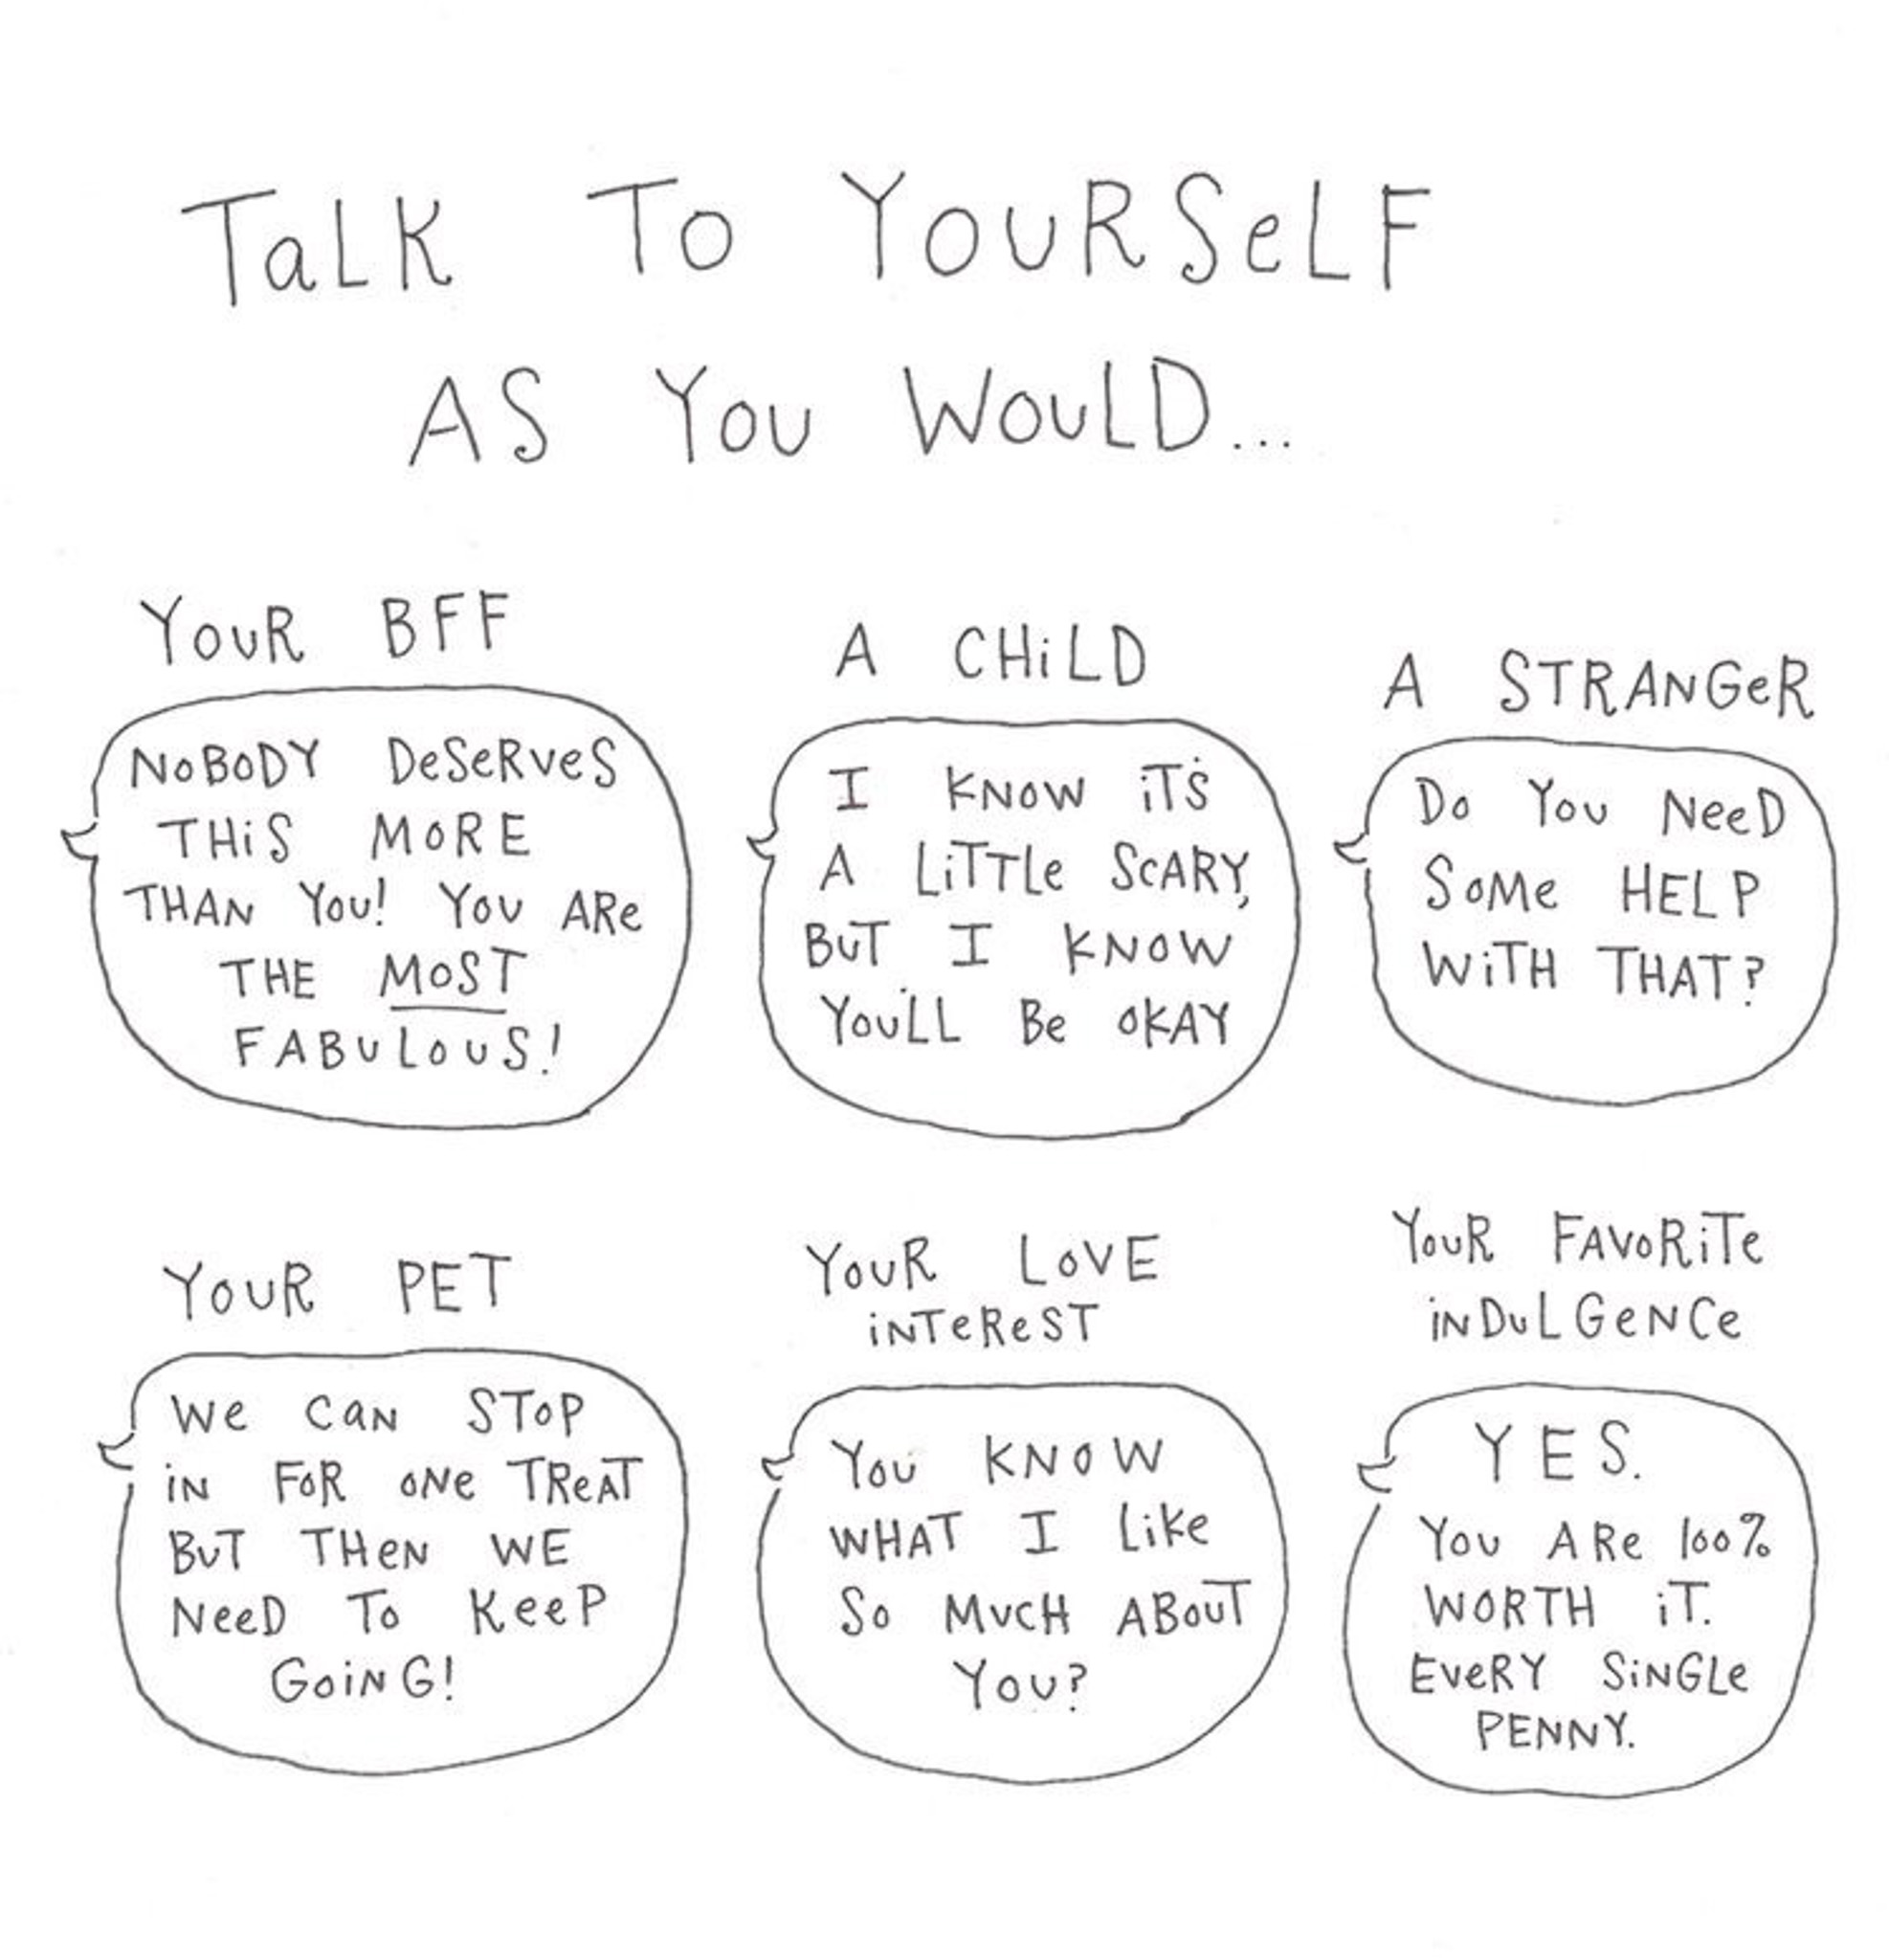 TaLK TO YOURSeLF
AS YOU WOULD...
YOUR BFF
NOBODY DeSeRVeS
THiS MORE
THAN YOU! YOU ARe
THE MOST
FABULOUS!
A CHiLD
I KNOW iT'S
A LiTTLe SCARY,
BUT I KNOW
YOU'LL Be OKAY
A STRANGeR
DO YOU NeeD
SOMe HELP
WiTH THAT?
YOUR PET
We CaN STOP
iN FOR ONe TReAT
BUT THeN WE
NeeD TO KeeP
GOiNG!
YOUR LOVE
iNTeReST
YOU KNOW
WHAT I LiKe
SO MUCH ABOUT
YOU?
YOUR FAVORiTe
iNDULGeNCe
YES.
YOU ARe 100%
WORTH iT.
EVeRY SiNGLe
PENNY.